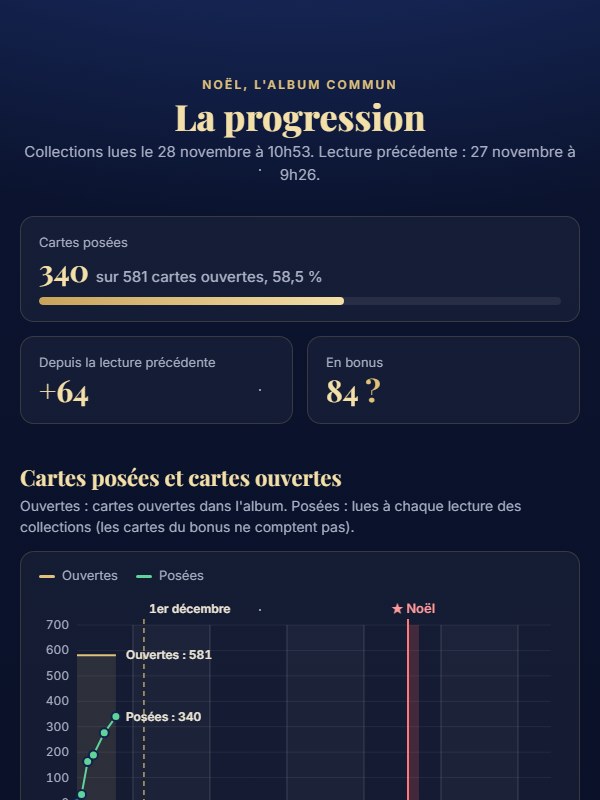 NOËL, L'ALBUM COMMUN
La progression
Collections lues le 28 novembre à 10h53. Lecture précédente : 27 novembre à
9h26.
Cartes posées
340 sur 581 cartes ouvertes, 58,5 %
Depuis la lecture précédente
+64
En bonus
84 ?
Cartes posées et cartes ouvertes
Ouvertes : cartes ouvertes dans l'album. Posées : lues à chaque lecture des
collections (les cartes du bonus ne comptent pas).
Ouvertes
Posées
1er décembre
★ Noël
700
600
Ouvertes : 581
500
400
Posées : 340
300
200
100